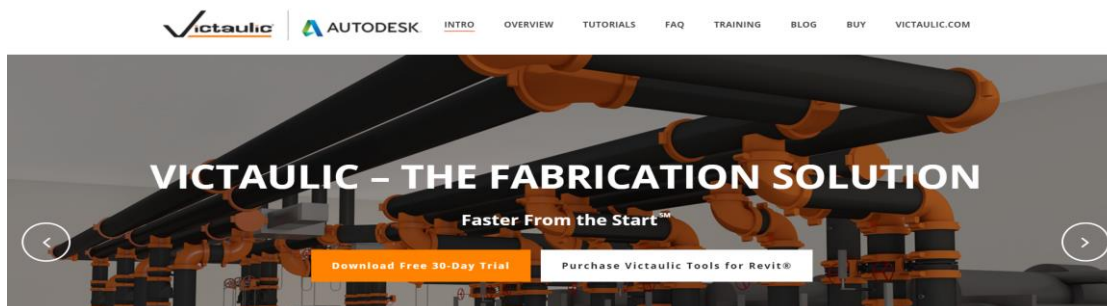 Victaulic AUTODESK. INTRO OVERVIEW TUTORIALS FAQ TRAINING BLOG BUY VICTAULIC.COM
VICTAULIC – THE FABRICATION SOLUTION
Faster From the Start℠
Download Free 30-Day Trial Purchase Victaulic Tools for Revit®